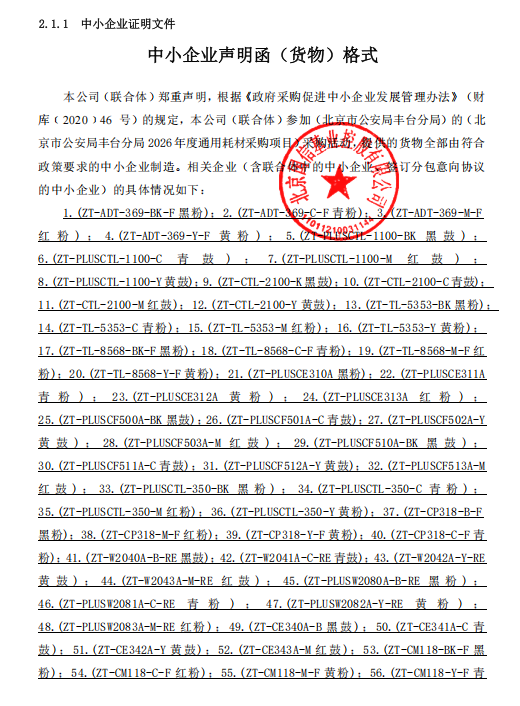 2.1.1 中小企业证明文件
中小企业声明函（货物）格式
本公司（联合体）郑重声明，根据《政府采购促进中小企业发展管理办法》（财
库﹝2020﹞46 号）的规定，本公司（联合体）参加（北京市公安局丰台分局）的（北
京市公安局丰台分局 2026 年度通用耗材采购项目）采购活动，提供的货物全部由符合
政策要求的中小企业制造。相关企业（含联合体中的中小企业、签订分包意向协议
的中小企业）的具体情况如下：
1.(ZT-ADT-369-BK-F 黑粉)；2.(ZT-ADT-369-C-F 青粉)；3.(ZT-ADT-369-M-F
红粉)；4.(ZT-ADT-369-Y-F 黄粉)；5.(ZT-PLUSCTL-1100-BK 黑鼓)；
6.(ZT-PLUSCTL-1100-C 青鼓)；7.(ZT-PLUSCTL-1100-M 红鼓)；
8.(ZT-PLUSCTL-1100-Y 黄鼓)；9.(ZT-CTL-2100-K 黑鼓)；10.(ZT-CTL-2100-C 青鼓)；
11.(ZT-CTL-2100-M 红鼓)；12.(ZT-CTL-2100-Y 黄鼓)；13.(ZT-TL-5353-BK 黑粉)；
14.(ZT-TL-5353-C 青粉)；15.(ZT-TL-5353-M 红粉)；16.(ZT-TL-5353-Y 黄粉)；
17.(ZT-TL-8568-BK-F 黑粉)；18.(ZT-TL-8568-C-F 青粉)；19.(ZT-TL-8568-M-F 红
粉)；20.(ZT-TL-8568-Y-F 黄粉)；21.(ZT-PLUSCE310A 黑粉)；22.(ZT-PLUSCE311A
青粉)；23.(ZT-PLUSCE312A 黄粉)；24.(ZT-PLUSCE313A 红粉)；
25.(ZT-PLUSCF500A-BK 黑鼓)；26.(ZT-PLUSCF501A-C 青鼓)；27.(ZT-PLUSCF502A-Y
黄鼓)；28.(ZT-PLUSCF503A-M 红鼓)；29.(ZT-PLUSCF510A-BK 黑鼓)；
30.(ZT-PLUSCF511A-C 青鼓)；31.(ZT-PLUSCF512A-Y 黄鼓)；32.(ZT-PLUSCF513A-M
红鼓)；33.(ZT-PLUSCTL-350-BK 黑粉)；34.(ZT-PLUSCTL-350-C 青粉)；
35.(ZT-PLUSCTL-350-M 红粉)；36.(ZT-PLUSCTL-350-Y 黄粉)；37.(ZT-CP318-B-F
黑粉)；38.(ZT-CP318-M-F 红粉)；39.(ZT-CP318-Y-F 黄粉)；40.(ZT-CP318-C-F 青
粉)；41.(ZT-W2040A-B-RE 黑鼓)；42.(ZT-W2041A-C-RE 青鼓)；43.(ZT-W2042A-Y-RE
黄鼓)；44.(ZT-W2043A-M-RE 红鼓)；45.(ZT-PLUSW2080A-B-RE 黑粉)；
46.(ZT-PLUSW2081A-C-RE 青粉)；47.(ZT-PLUSW2082A-Y-RE 黄粉)；
48.(ZT-PLUSW2083A-M-RE 红粉)；49.(ZT-CE340A-B 黑鼓)；50.(ZT-CE341A-C 青
鼓)；51.(ZT-CE342A-Y 黄鼓)；52.(ZT-CE343A-M 红鼓)；53.(ZT-CM118-BK-F 黑
粉)；54.(ZT-CM118-C-F 红粉)；55.(ZT-CM118-M-F 黄粉)；56.(ZT-CM118-Y-F 青